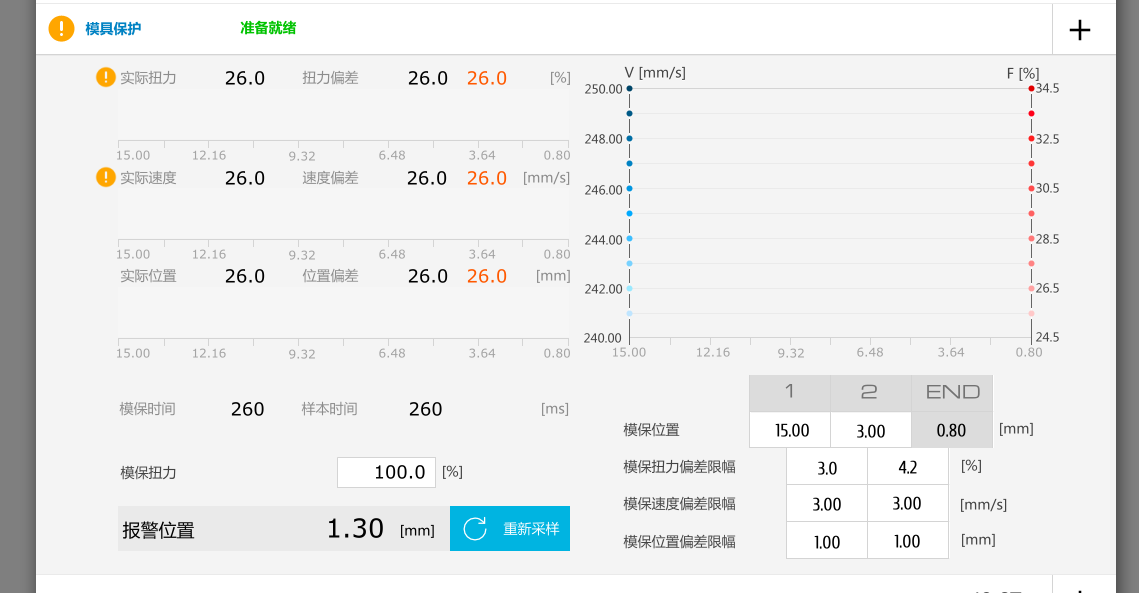 模具保护 准备就绪
实际扭力 26.0 扭力偏差 26.0 26.0 [%]
15.00 12.16 9.32 6.48 3.64 0.80
实际速度 26.0 速度偏差 26.0 26.0 [mm/s]
15.00 12.16 9.32 6.48 3.64 0.80
实际位置 26.0 位置偏差 26.0 26.0 [mm]
15.00 12.16 9.32 6.48 3.64 0.80
模保时间 260 样本时间 260 [ms]
模保扭力 100.0 [%]
报警位置 1.30 [mm] 重新采样
V [mm/s] F [%]
250.00 34.5
248.00 32.5
246.00 30.5
244.00 28.5
242.00 26.5
240.00 24.5
15.00 12.16 9.32 6.48 3.64 0.80
1 2 END
模保位置 15.00 3.00 0.80 [mm]
模保扭力偏差限幅 3.0 4.2 [%]
模保速度偏差限幅 3.00 3.00 [mm/s]
模保位置偏差限幅 1.00 1.00 [mm]